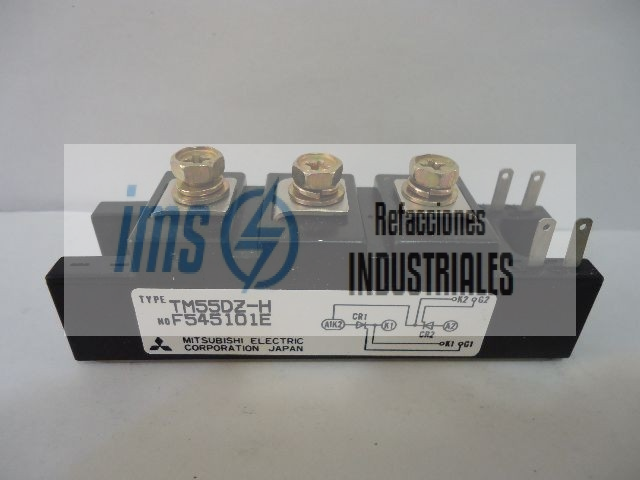 ims
Refacciones
INDUSTRIALES
TYPE TM55DZ-H
NO F545101E
MITSUBISHI ELECTRIC
CORPORATION JAPAN
K2 G2
CR1
A1K2 K1 A2
CR2
K1 G1